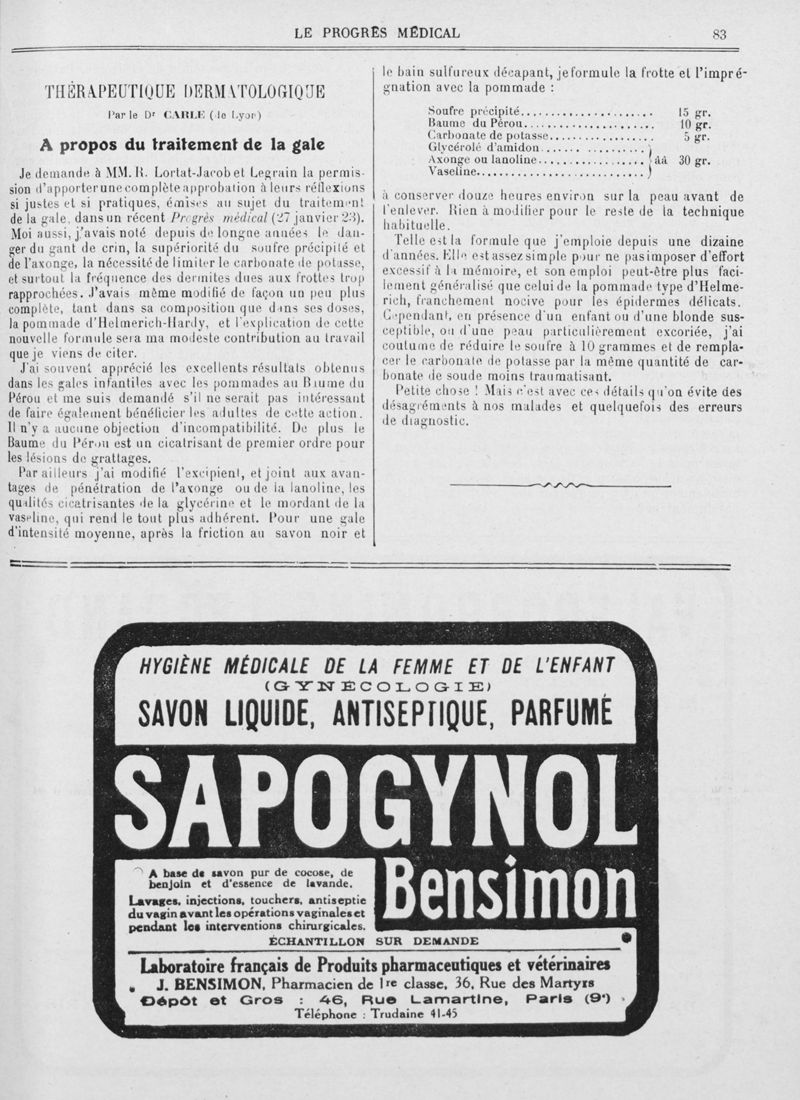 LE PROGRÈS MÉDICAL
83
THÉRAPEUTIQUE DERMATOLOGIQUE
Par le Dr CARLE (de Lyon)
A propos du traitement de la gale
Je demande à MM. R. Lortat-Jacob et Legrain la permis-
sion d'apporter une complète approbation à leurs réflexions
si justes et si pratiques, émises au sujet du traitement
de la gale, dans un récent Progrès médical (27 janvier 23).
Moi aussi, j'avais noté depuis de longue années le dan-
ger du gant de crin, la supériorité du soufre précipité et
de l'axonge, la nécessité de limiter le carbonate de potasse,
et surtout la fréquence des dermites dues aux frottes trop
rapprochées. J'avais même modifié de façon un peu plus
complète, tant dans sa composition que dans ses doses,
la pommade d'Helmerich-Hardy, et l'explication de cette
nouvelle formule sera ma modeste contribution au travail
que je viens de citer.
J'ai souvent apprécié les excellents résultats obtenus
dans les gales infantiles avec les pommades au Baume du
Pérou et me suis demandé s'il ne serait pas intéressant
de faire également bénéficier les adultes de cette action.
Il n'y a aucune objection d'incompatibilité. De plus le
Baume du Pérou est un cicatrisant de premier ordre pour
les lésions de grattages.
Par ailleurs j'ai modifié l'excipient, et joint aux avan-
tages de pénétration de l'axonge ou de la lanoline, les
qualités cicatrisantes de la glycérine et le mordant de la
vaseline, qui rend le tout plus adhérent. Pour une gale
d'intensité moyenne, après la friction au savon noir et
le bain sulfureux décapant, je formule la frotte et l'impré-
gnation avec la pommade :
Soufre précipité...................... 15 gr.
Baume du Pérou...................... 10 gr.
Carbonate de potasse.................. 5 gr.
Glycérolé d'amidon.................. )
Axonge ou lanoline.................. } áá 30 gr.
Vaseline............................ )
à conserver douze heures environ sur la peau avant de
l'enlever. Rien à modifier pour le reste de la technique
habituelle.
Telle est la formule que j'emploie depuis une dizaine
d'années. Elle est assez simple pour ne pas imposer d'effort
excessif à la mémoire, et son emploi peut-être plus faci-
lement généralisé que celui de la pommade type d'Helme-
rich, franchement nocive pour les épidermes délicats.
Cependant, en présence d'un enfant ou d'une blonde sus-
ceptible, ou d'une peau particulièrement excoriée, j'ai
coutume de réduire le soufre à 10 grammes et de rempla-
cer le carbonate de potasse par la même quantité de car-
bonate de soude moins traumatisant.
Petite chose ! Mais c'est avec ces détails qu'on évite des
désagréments à nos malades et quelquefois des erreurs
de diagnostic.
HYGIÈNE MÉDICALE DE LA FEMME ET DE L'ENFANT
(GYNECOLOGIE)
SAVON LIQUIDE, ANTISEPTIQUE, PARFUMÉ
SAPOGYNOL
Bensimon
A base de savon pur de cocose, de
benjoin et d'essence de lavande.
Lavages, injections, touchers, antiseptie
du vagin avant les opérations vaginales et
pendant les interventions chirurgicales.
ÉCHANTILLON SUR DEMANDE
Laboratoire français de Produits pharmaceutiques et vétérinaires
J. BENSIMON, Pharmacien de 1re classe, 36, Rue des Martyrs
Dépôt et Gros : 46, Rue Lamartine, Paris (9e)
Téléphone : Trudaine 41-45